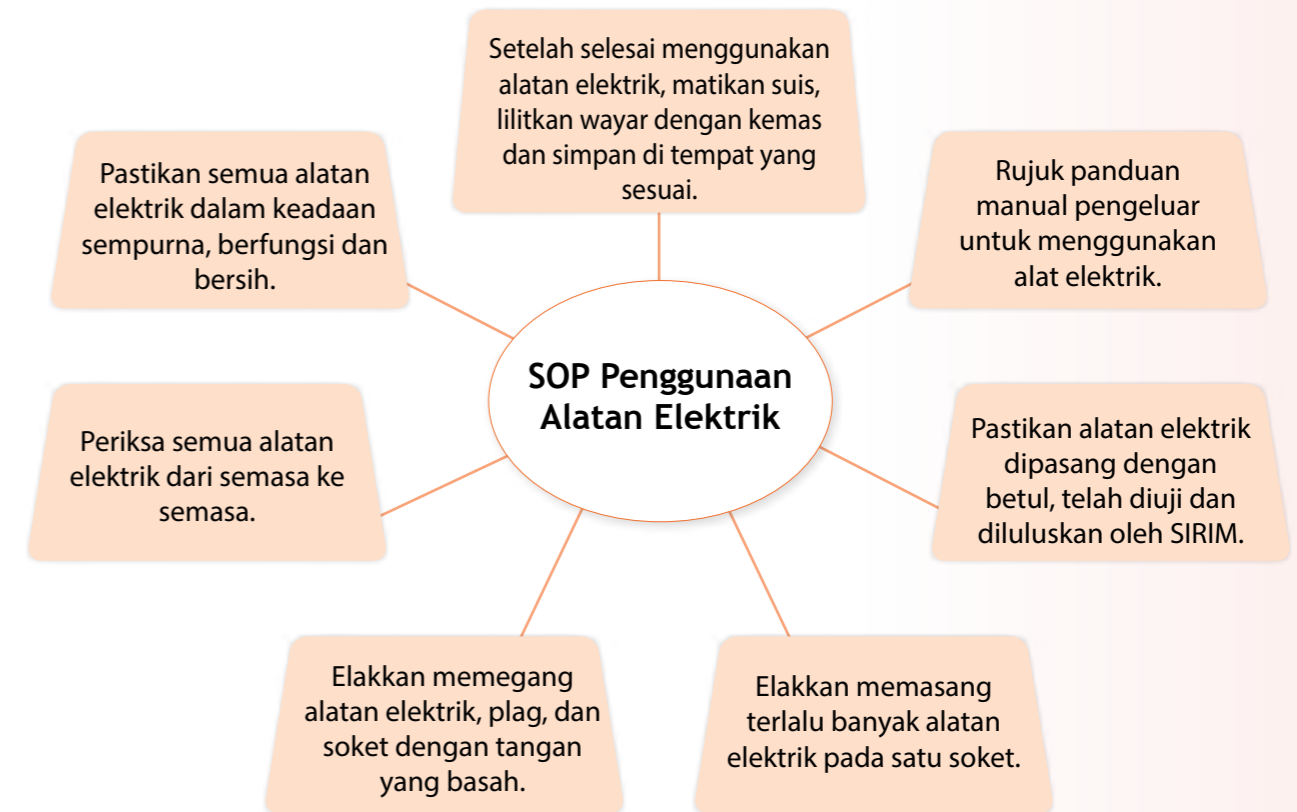 Setelah selesai menggunakan
alatan elektrik, matikan suis,
lilitkan wayar dengan kemas
dan simpan di tempat yang
sesuai.
Rujuk panduan
manual pengeluar
untuk menggunakan
alat elektrik.
Pastikan alatan elektrik
dipasang dengan
betul, telah diuji dan
diluluskan oleh SIRIM.
Elakkan memasang
terlalu banyak alatan
elektrik pada satu soket.
Elakkan memegang
alatan elektrik, plag, dan
soket dengan tangan
yang basah.
Periksa semua alatan
elektrik dari semasa ke
semasa.
Pastikan semua alatan
elektrik dalam keadaan
sempurna, berfungsi dan
bersih.
SOP Penggunaan
Alatan Elektrik